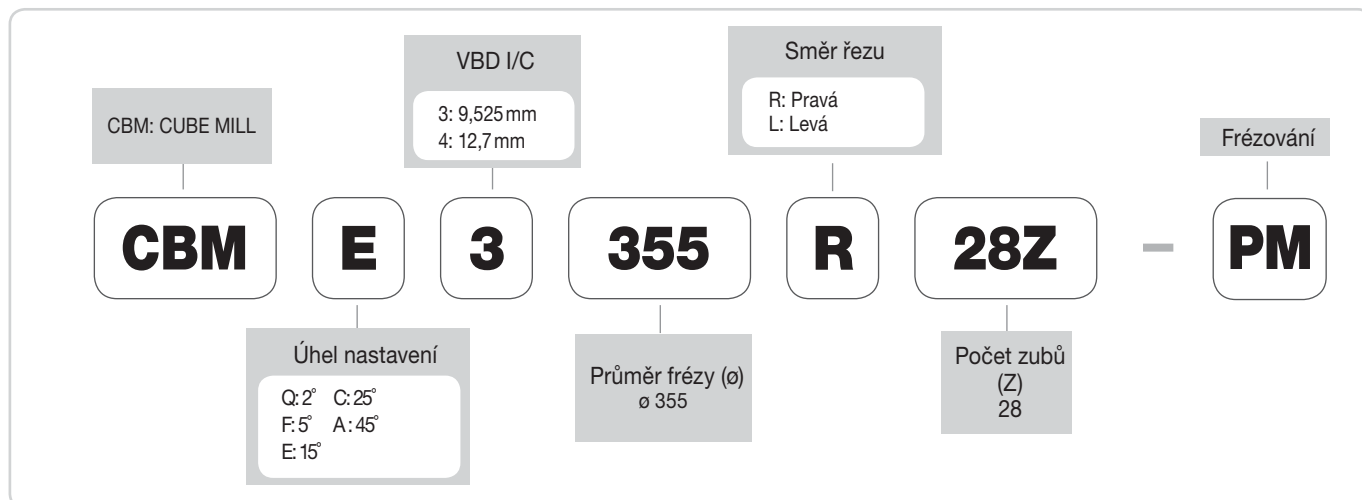 VBD I/C
3: 9,525 mm
4: 12,7 mm
Směr řezu
R: Pravá
L: Levá
CBM: CUBE MILL
Frézování
CBM E 3 355 R 28Z – PM
Úhel nastavení
Q: 2° C: 25°
F: 5° A: 45°
E: 15°
Průměr frézy (ø)
ø 355
Počet zubů
(Z)
28